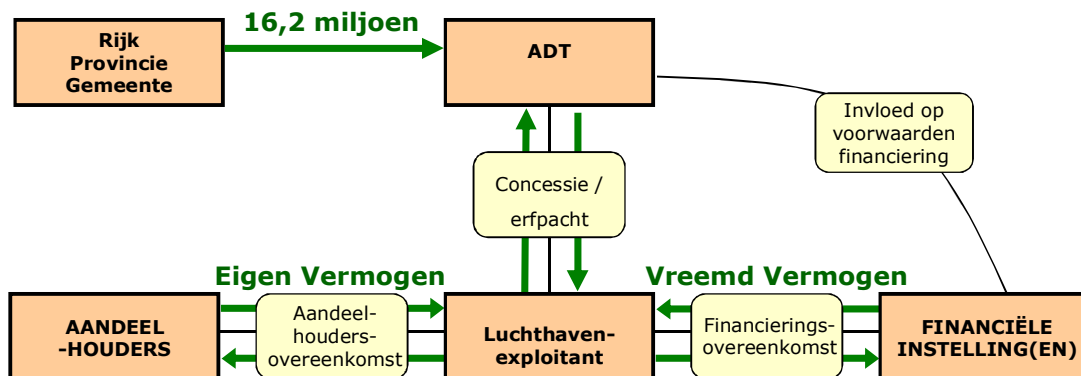 16,2 miljoen
Rijk
Provincie
Gemeente
ADT
Invloed op
voorwaarden
financiering
Concessie /
erfpacht
Eigen Vermogen
Vreemd Vermogen
AANDEEL
-HOUDERS
Aandeel-
houders-
overeenkomst
Luchthaven-
exploitant
Financierings-
overeenkomst
FINANCIËLE
INSTELLING(EN)